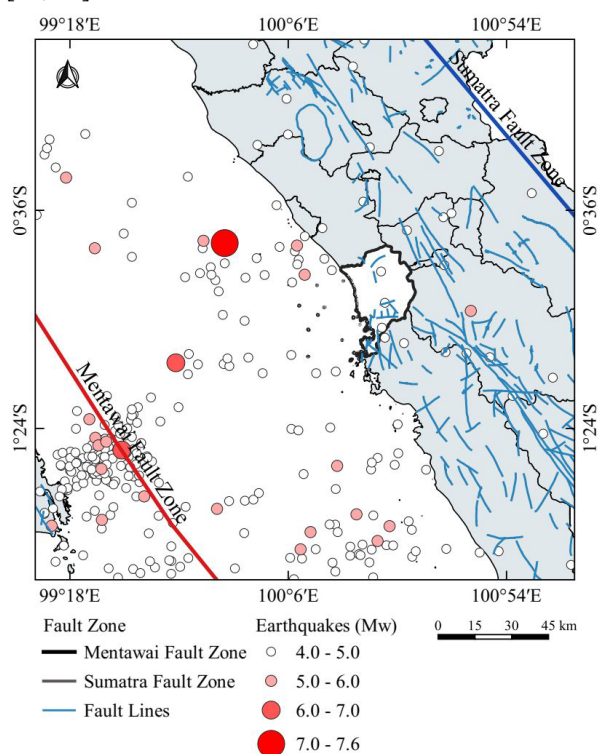 99°18'E 100°6'E 100°54'E
Sumatra Fault Zone
0°36'S 0°36'S
Mentawai Fault Zone
1°24'S 1°24'S
99°18'E 100°6'E 100°54'E
Fault Zone
Mentawai Fault Zone
Sumatra Fault Zone
Fault Lines
Earthquakes (Mw)
4.0 - 5.0
5.0 - 6.0
6.0 - 7.0
7.0 - 7.6
0 15 30 45 km